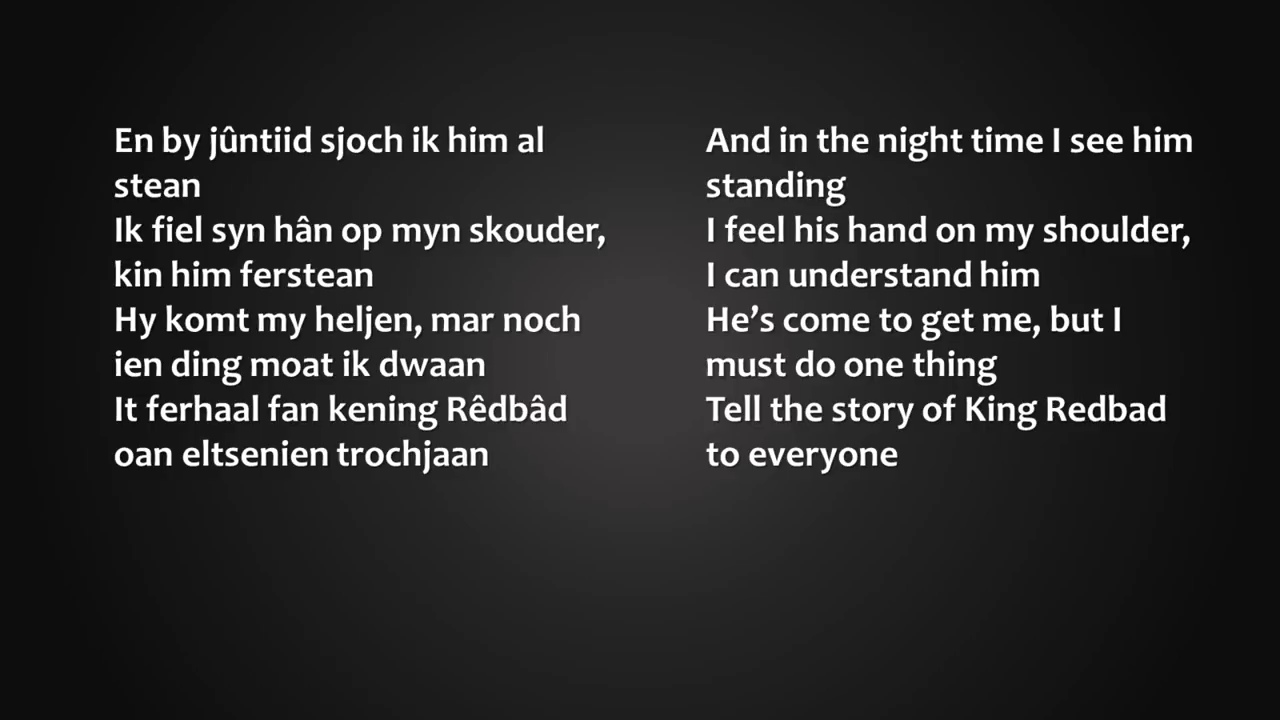 En by jûntiid sjoch ik him al
stean
Ik fiel syn hân op myn skouder,
kin him ferstean
Hy komt my heljen, mar noch
ien ding moat ik dwaan
It ferhaal fan kening Rêdbâd
oan eltsenien trochjaan
And in the night time I see him
standing
I feel his hand on my shoulder,
I can understand him
He’s come to get me, but I
must do one thing
Tell the story of King Redbad
to everyone